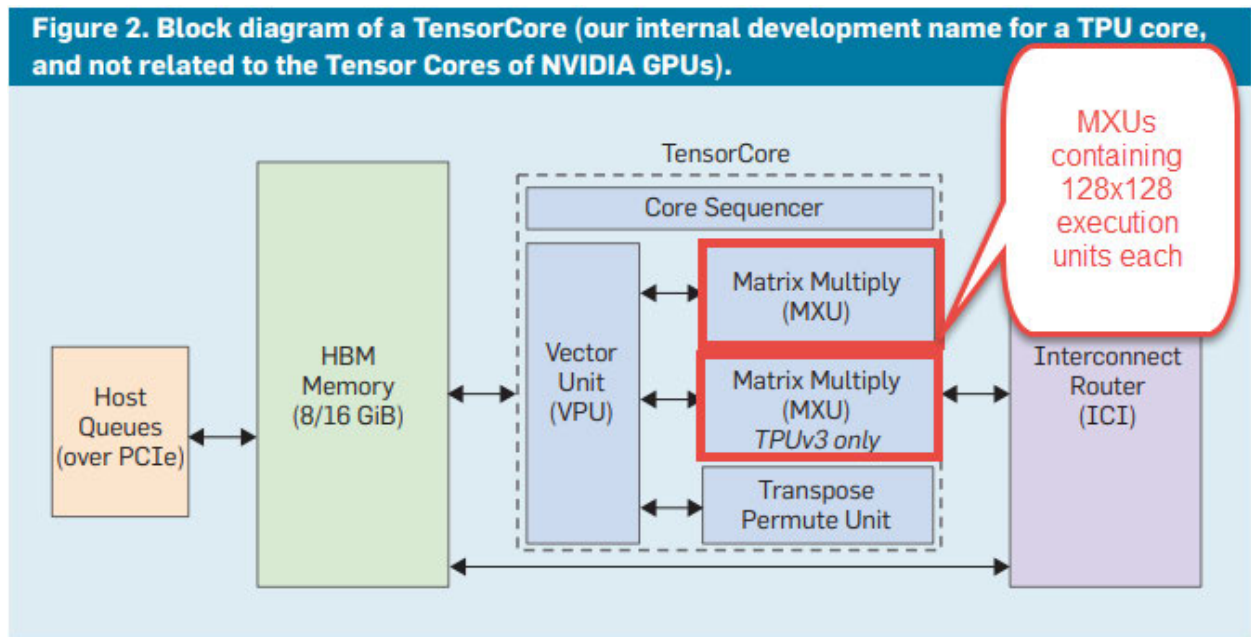 Figure 2. Block diagram of a TensorCore (our internal development name for a TPU core,
and not related to the Tensor Cores of NVIDIA GPUs).
MXUs
containing
128x128
execution
units each
TensorCore
Core Sequencer
Host
Queues
(over PCIe)
HBM
Memory
(8/16 GiB)
Vector
Unit
(VPU)
Matrix Multiply
(MXU)
Matrix Multiply
(MXU)
TPUv3 only
Transpose
Permute Unit
Interconnect
Router
(ICI)